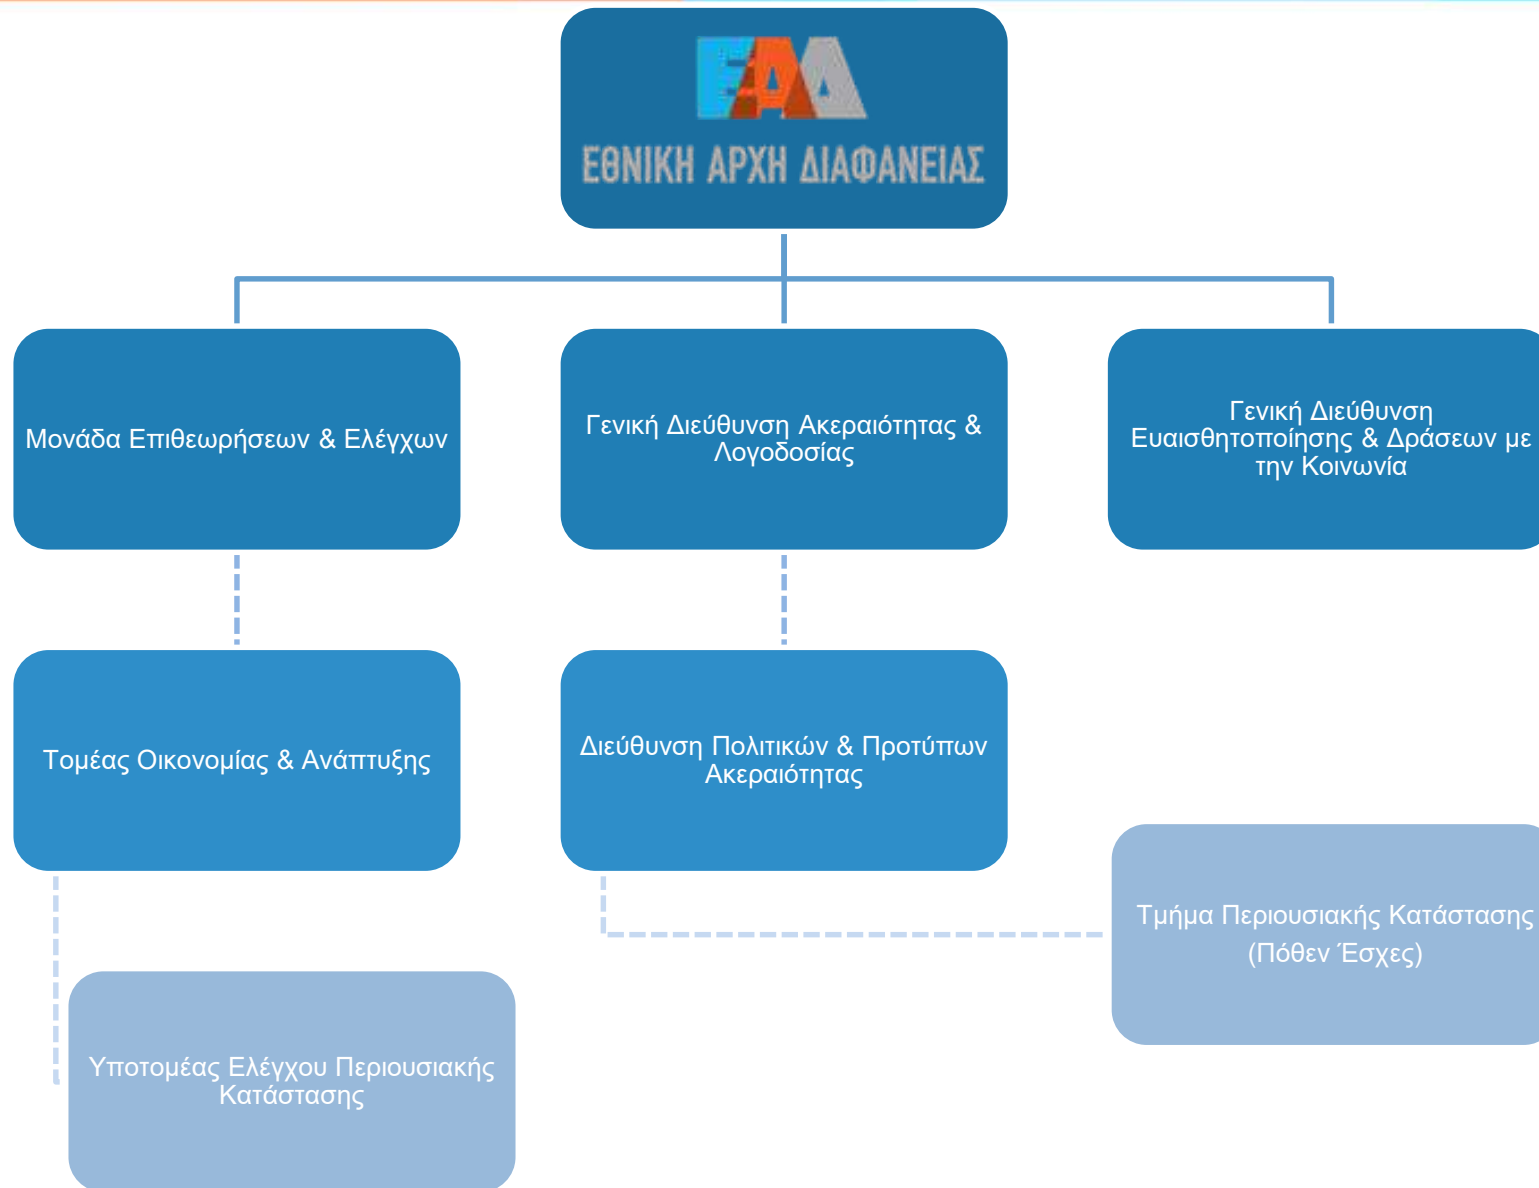 ΕΑΔ
ΕΘΝΙΚΗ ΑΡΧΗ ΔΙΑΦΑΝΕΙΑΣ
Μονάδα Επιθεωρήσεων & Ελέγχων
Γενική Διεύθυνση Ακεραιότητας &
Λογοδοσίας
Γενική Διεύθυνση
Ευαισθητοποίησης & Δράσεων με
την Κοινωνία
Τομέας Οικονομίας & Ανάπτυξης
Διεύθυνση Πολιτικών & Προτύπων
Ακεραιότητας
Τμήμα Περιουσιακής Κατάστασης
(Πόθεν Έσχες)
Υποτομέας Ελέγχου Περιουσιακής
Κατάστασης